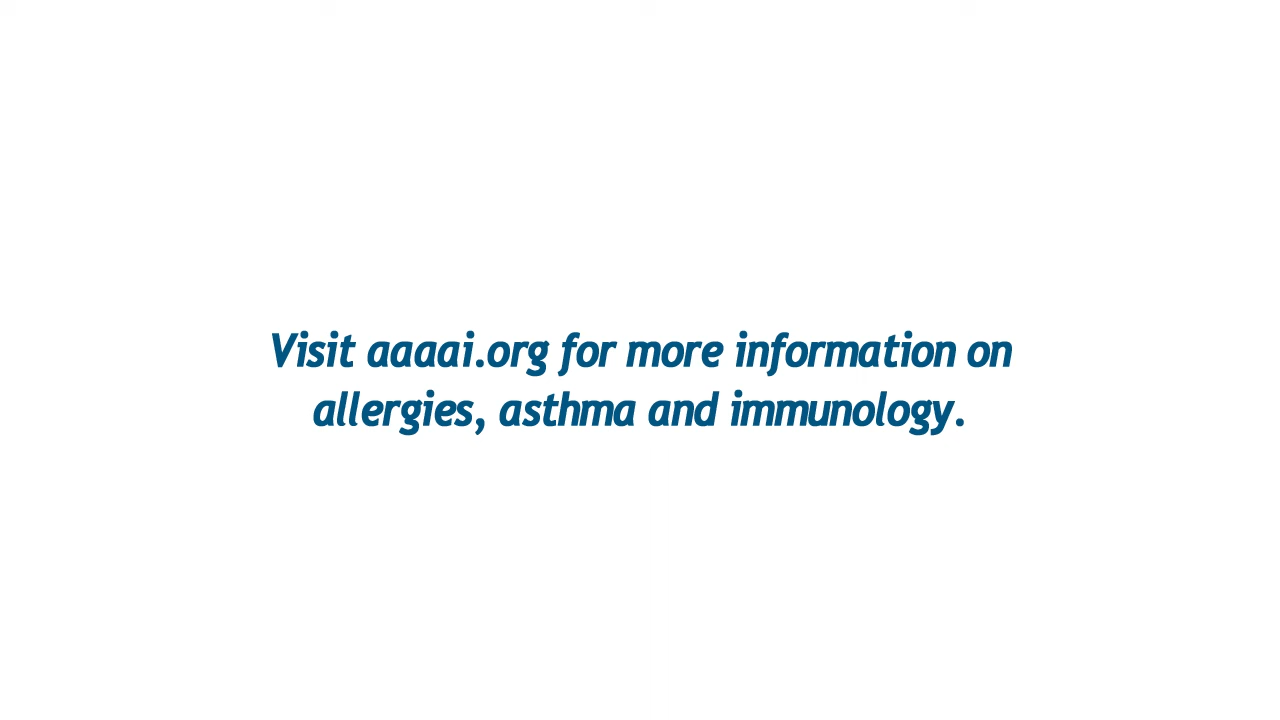 Visit aaaai.org for more information on
allergies, asthma and immunology.